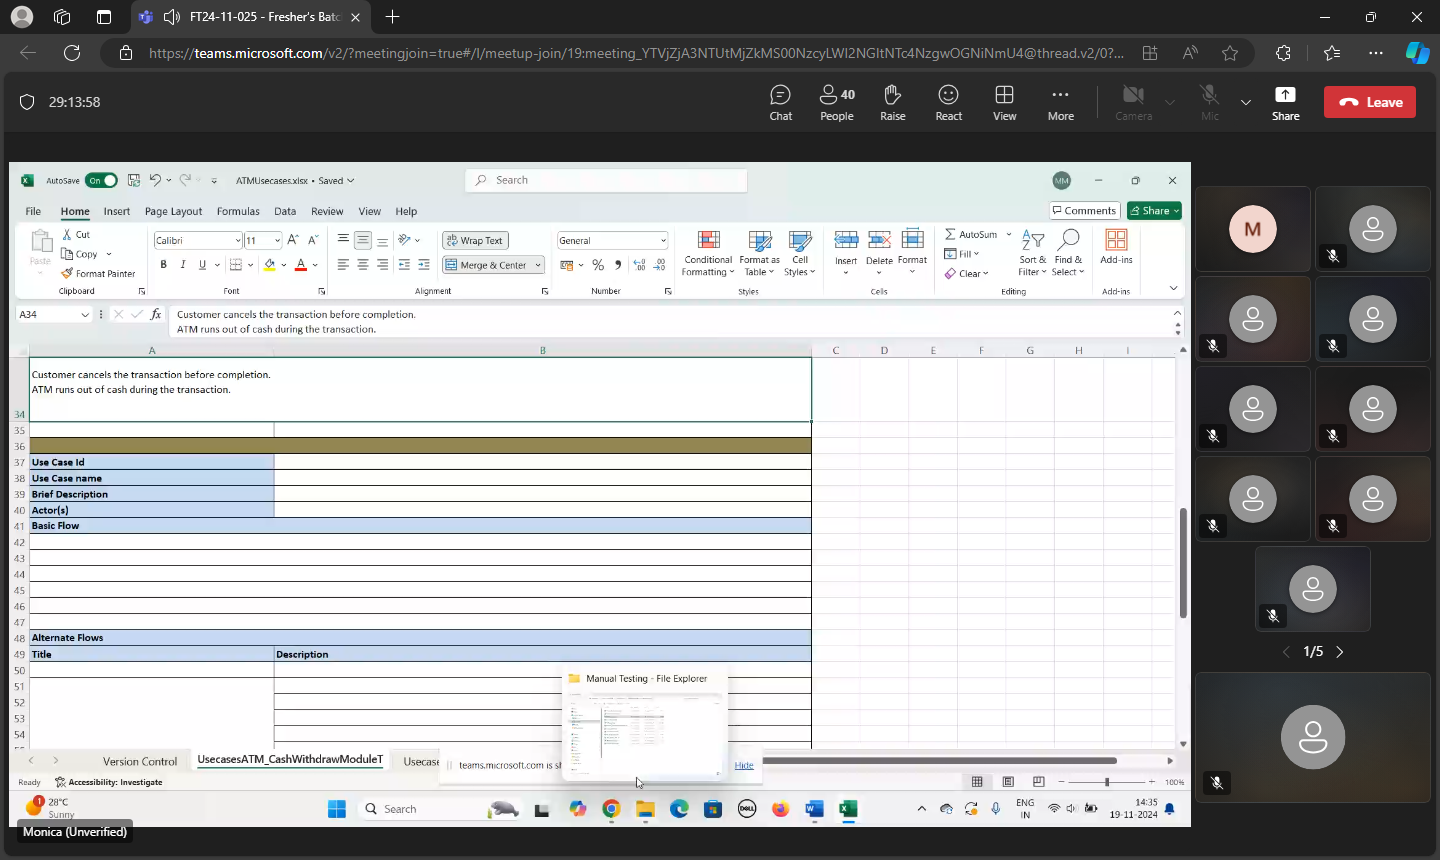 FT24-11-025 - Fresher's Batc
https://teams.microsoft.com/v2/?meetingjoin=true#/l/meetup-join/19:meeting_YTVjZjA3NTUtMjZkMS00NzcyLWI2NGItNTc4NzgwOGNiNmU4@thread.v2/0?...
29:13:58
Chat
40
People
Raise
React
View
More
Camera
Mic
Share
Leave
AutoSave On ATMUsecases.xlsx • Saved
Search
MM
File Home Insert Page Layout Formulas Data Review View Help
Comments
Share
Paste
Cut
Copy
Format Painter
Clipboard
Calibri 11
B I U
Font
Wrap Text
Merge & Center
Alignment
General
Number
Conditional Formatting
Format as Table
Cell Styles
Styles
Insert
Delete
Format
Cells
AutoSum
Fill
Clear
Sort & Filter
Find & Select
Editing
Add-ins
Add-ins
A34
fx
Customer cancels the transaction before completion.
ATM runs out of cash during the transaction.
A B C D E F G H I
Customer cancels the transaction before completion.
ATM runs out of cash during the transaction.
34
35
36
37 Use Case Id
38 Use Case name
39 Brief Description
40 Actor(s)
41 Basic Flow
42
43
44
45
46
47
48 Alternate Flows
49 Title Description
50
51
52
53
54
Manual Testing - File Explorer
Version Control UsecasesATM_CashWithdrawModuleT Usecase
teams.microsoft.com is sh
Hide
Ready
Accessibility: Investigate
100%
1
28°C
Sunny
Search
DELL
ENG
IN
14:35
19-11-2024
Monica (Unverified)
M
1/5